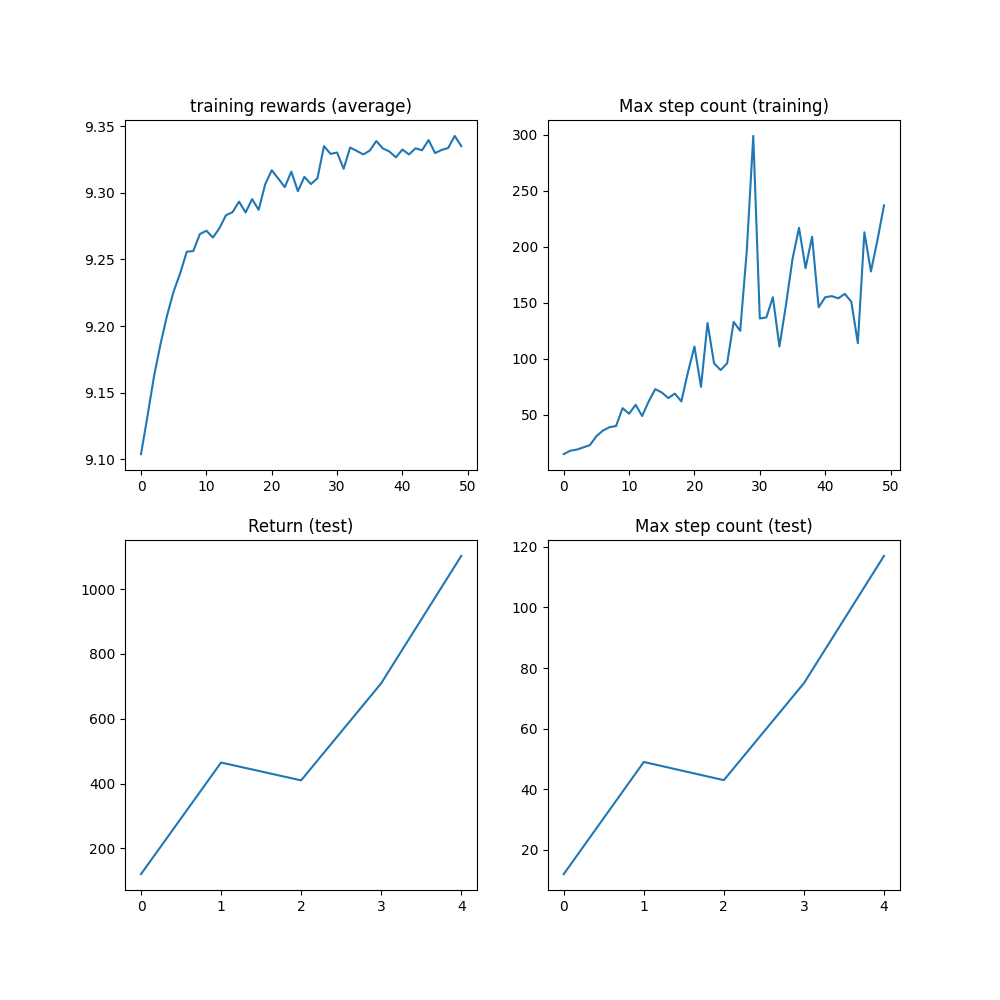 training rewards (average)
9.35
9.30
9.25
9.20
9.15
9.10
0 10 20 30 40 50
Max step count (training)
300
250
200
150
100
50
0 10 20 30 40 50
Return (test)
1000
800
600
400
200
0 1 2 3 4
Max step count (test)
120
100
80
60
40
20
0 1 2 3 4